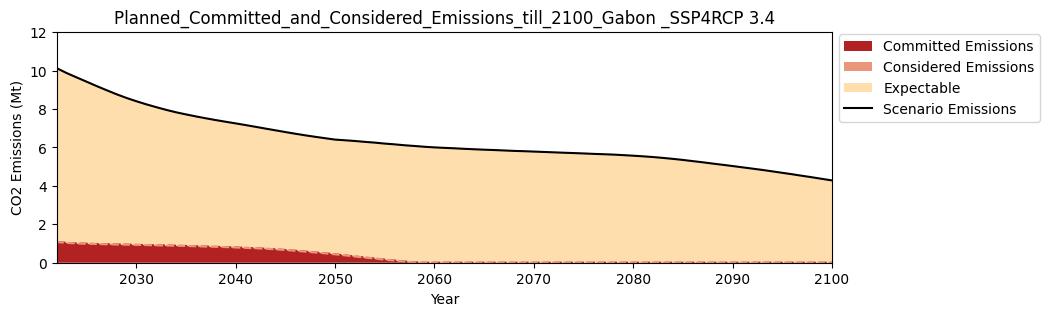 Planned_Committed_and_Considered_Emissions_till_2100_Gabon _SSP4RCP 3.4
12
10
8
6
4
2
0
CO2 Emissions (Mt)
2030 2040 2050 2060 2070 2080 2090 2100
Year
Committed Emissions
Considered Emissions
Expectable
Scenario Emissions